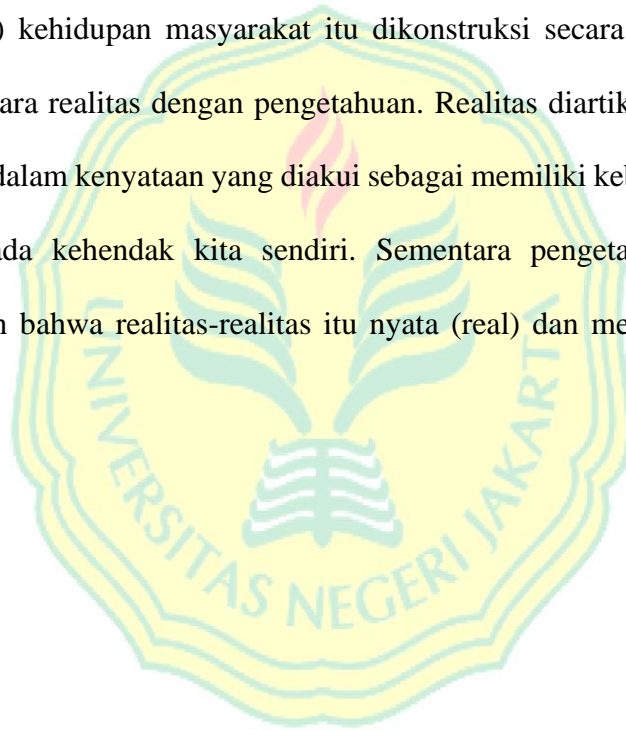 ) kehidupan masyarakat itu dikonstruksi secara
ara realitas dengan pengetahuan. Realitas diartik
dalam kenyataan yang diakui sebagai memiliki keb
ada kehendak kita sendiri. Sementara pengeta
n bahwa realitas-realitas itu nyata (real) dan me
UNIVERSITAS NEGERI JAKARTA